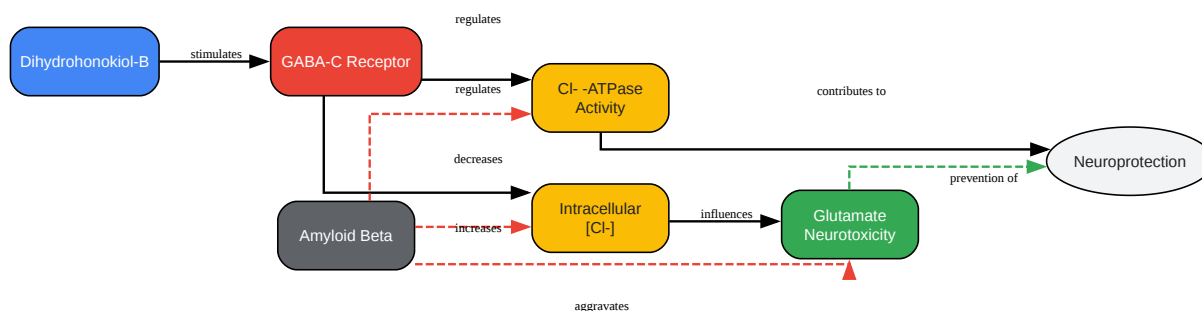 regulates
Dihydrohonokiol-B
stimulates
GABA-C Receptor
regulates
Cl- -ATPase
Activity
contributes to
decreases
Neuroprotection
prevention of
Amyloid Beta
increases
Intracellular
[Cl-]
influences
Glutamate
Neurotoxicity
aggravates